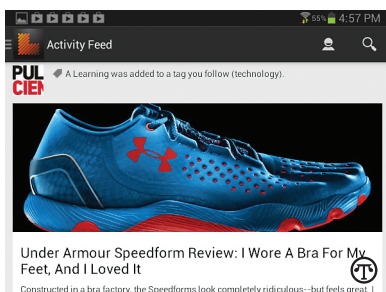 55% 4:57 PM
Activity Feed
PUL
CIEN
A Learning was added to a tag you follow (technology).
Under Armour Speedform Review: I Wore A Bra For My
Feet, And I Loved It
Constructed in a bra factory, the Speedforms look completely ridiculous--but feels great. I